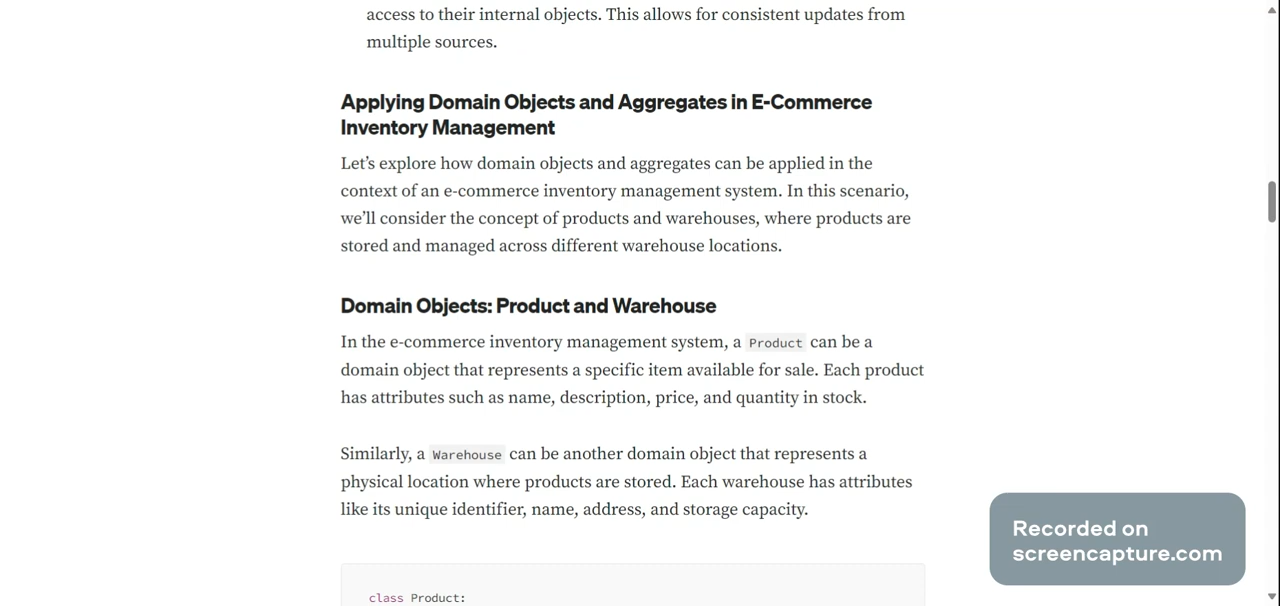 access to their internal objects. This allows for consistent updates from
multiple sources.
Applying Domain Objects and Aggregates in E-Commerce
Inventory Management
Let’s explore how domain objects and aggregates can be applied in the
context of an e-commerce inventory management system. In this scenario,
we’ll consider the concept of products and warehouses, where products are
stored and managed across different warehouse locations.
Domain Objects: Product and Warehouse
In the e-commerce inventory management system, a Product can be a
domain object that represents a specific item available for sale. Each product
has attributes such as name, description, price, and quantity in stock.
Similarly, a Warehouse can be another domain object that represents a
physical location where products are stored. Each warehouse has attributes
like its unique identifier, name, address, and storage capacity.
class Product:
Recorded on
screencapture.com